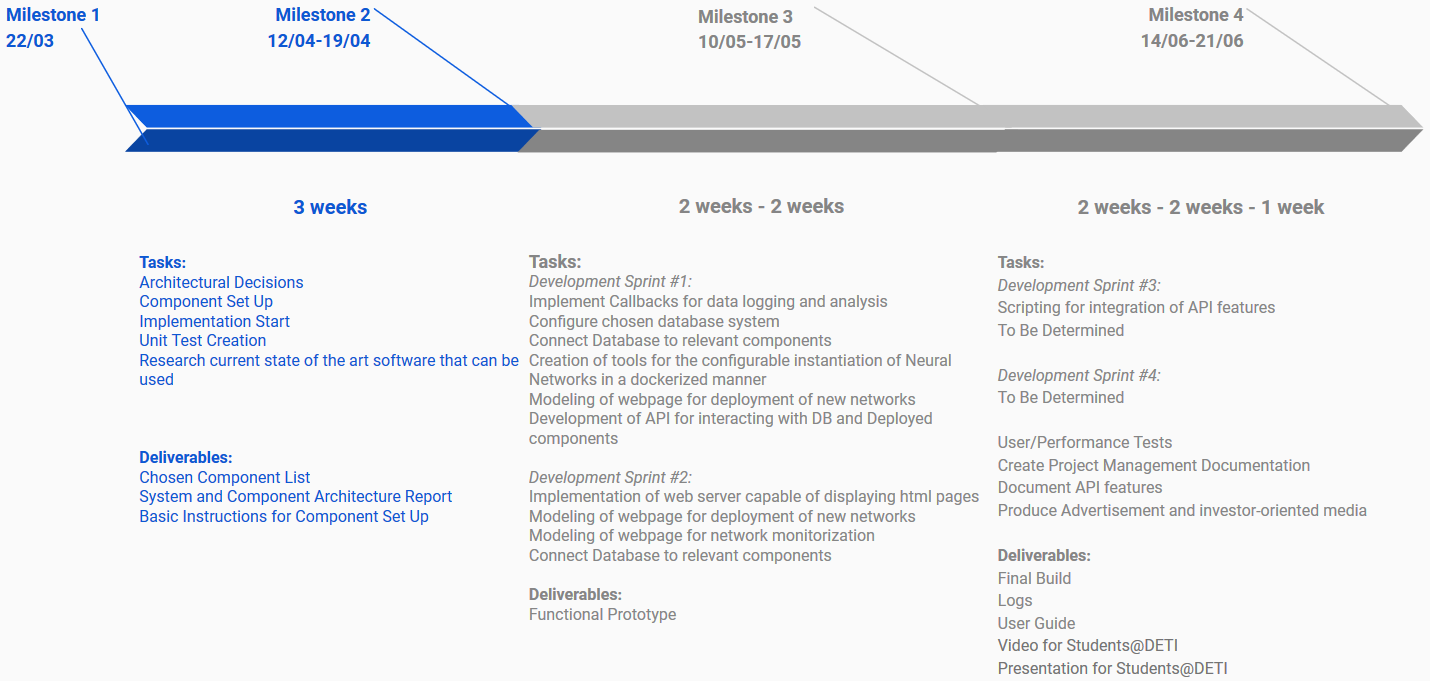 Milestone 1
22/03
Milestone 2
12/04-19/04
Milestone 3
10/05-17/05
Milestone 4
14/06-21/06
3 weeks
Tasks:
Architectural Decisions
Component Set Up
Implementation Start
Unit Test Creation
Research current state of the art software that can be
used
Deliverables:
Chosen Component List
System and Component Architecture Report
Basic Instructions for Component Set Up
2 weeks - 2 weeks
Tasks:
Development Sprint #1:
Implement Callbacks for data logging and analysis
Configure chosen database system
Connect Database to relevant components
Creation of tools for the configurable instantiation of Neural
Networks in a dockerized manner
Modeling of webpage for deployment of new networks
Development of API for interacting with DB and Deployed
components
Development Sprint #2:
Implementation of web server capable of displaying html pages
Modeling of webpage for deployment of new networks
Modeling of webpage for network monitorization
Connect Database to relevant components
Deliverables:
Functional Prototype
2 weeks - 2 weeks - 1 week
Tasks:
Development Sprint #3:
Scripting for integration of API features
To Be Determined
Development Sprint #4:
To Be Determined
User/Performance Tests
Create Project Management Documentation
Document API features
Produce Advertisement and investor-oriented media
Deliverables:
Final Build
Logs
User Guide
Video for Students@DETI
Presentation for Students@DETI